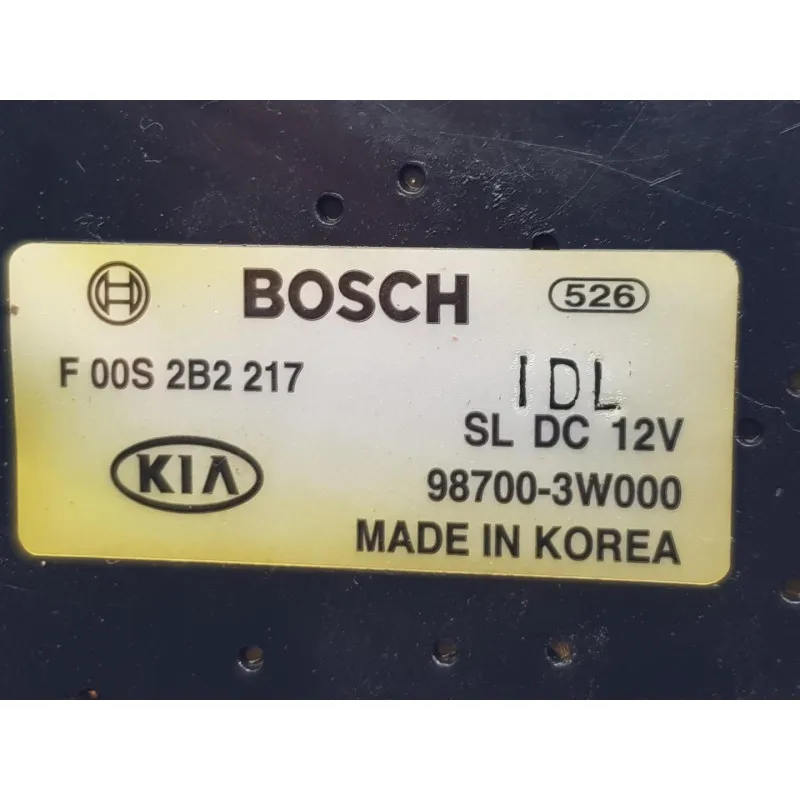 BOSCH 526
F 00S 2B2 217 IDL
SL DC 12V
KIA 98700-3W000
MADE IN KOREA